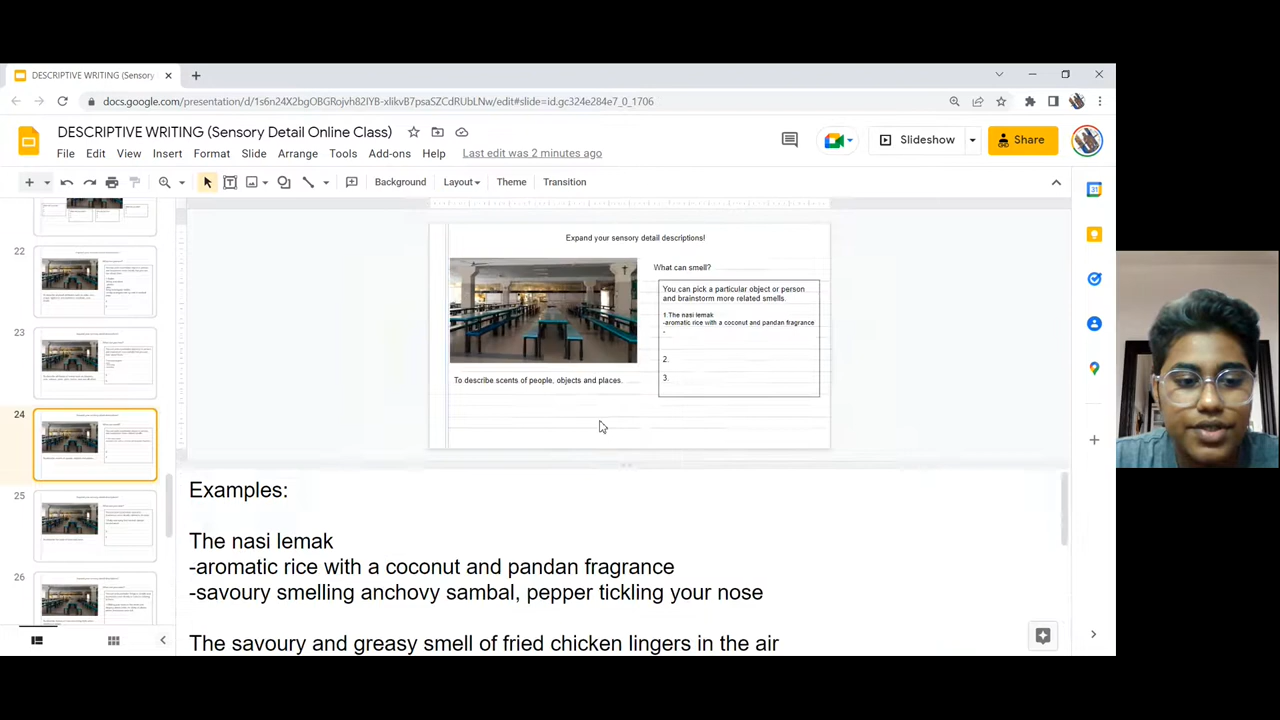 DESCRIPTIVE WRITING (Sensory
docs.google.com/presentation/d/1s6n24X2bgOBGRojvh82IYB-xlikvB7psaSZCdRUbLNw/edit#slide=id.gc324e284e7_0_1706
DESCRIPTIVE WRITING (Sensory Detail Online Class)
Slideshow
Share
File Edit View Insert Format Slide Arrange Tools Add-ons Help Last edit was 2 minutes ago
Background Layout Theme Transition
22
23
24
25
26
Expand your sensory detail descriptions!
What can smell?
You can pick a particular object or person
and brainstorm more related smells.
1.The nasi lemak
-aromatic rice with a coconut and pandan fragrance
-
2.
3.
To describe scents of people, objects and places.
Examples:
The nasi lemak
-aromatic rice with a coconut and pandan fragrance
-savoury smelling anchovy sambal, pepper tickling your nose
The savoury and greasy smell of fried chicken lingers in the air